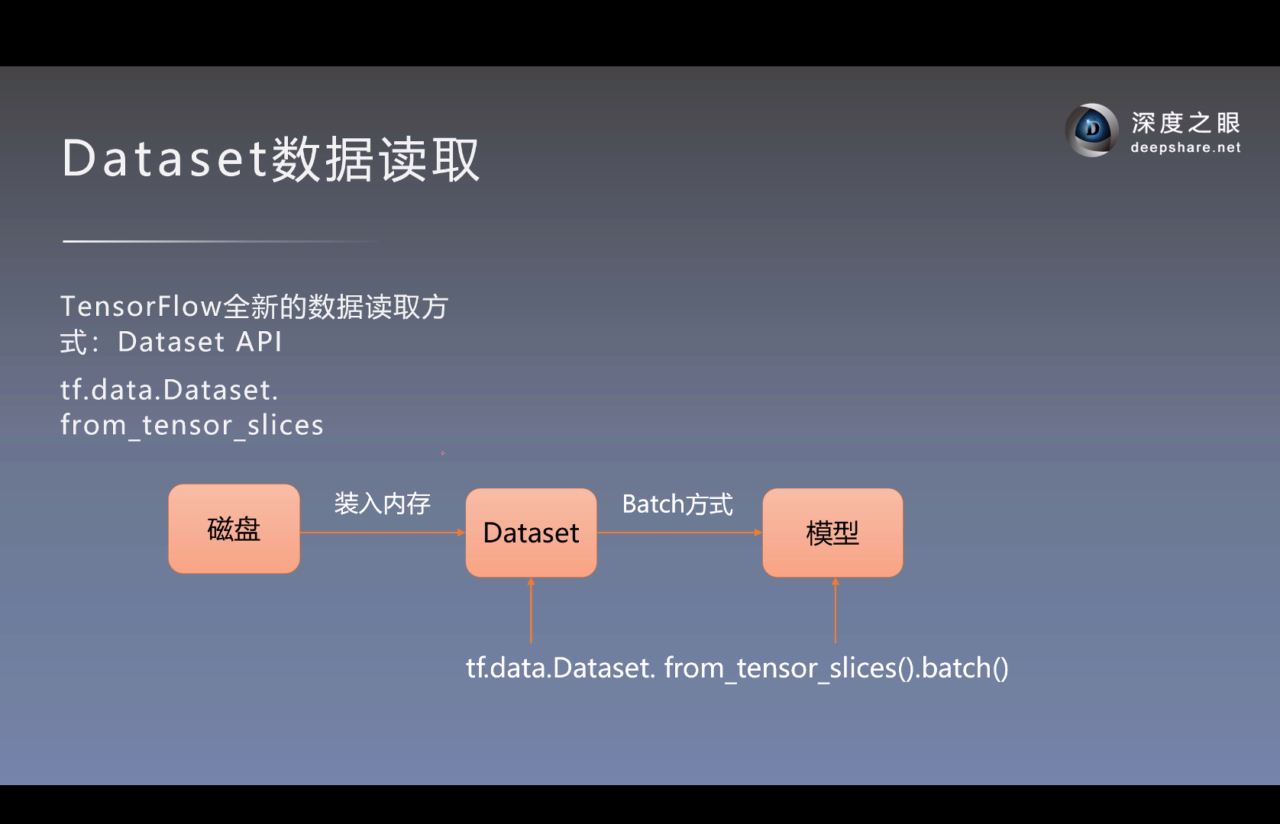 深度之眼
deepshare.net
Dataset数据读取
TensorFlow全新的数据读取方
式：Dataset API
tf.data.Dataset.
from_tensor_slices
磁盘
装入内存
Dataset
Batch方式
模型
tf.data.Dataset. from_tensor_slices().batch()